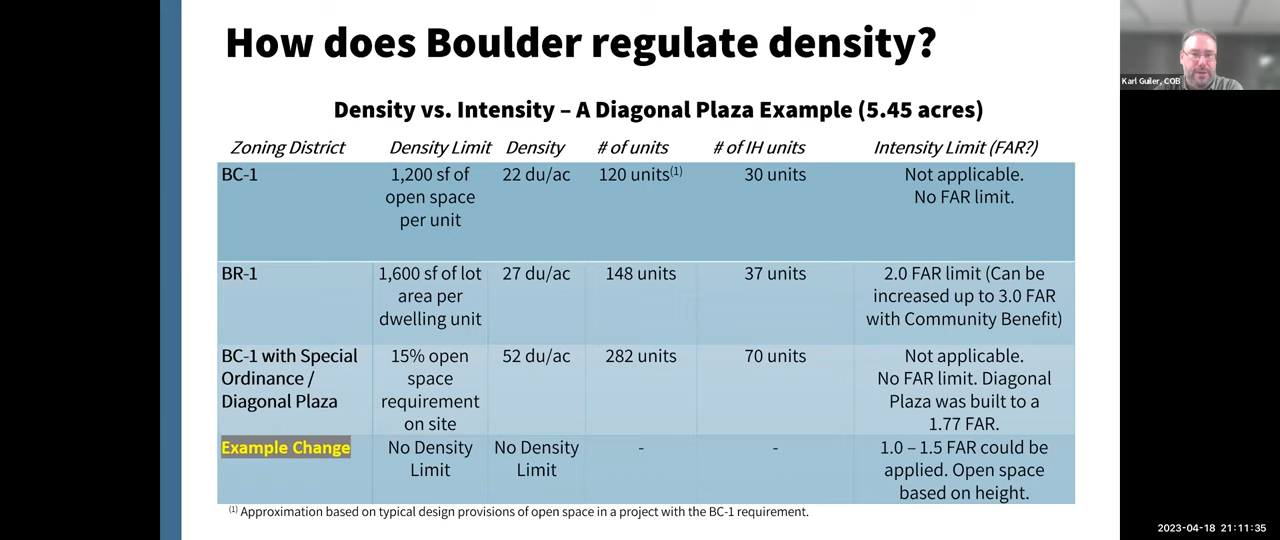 How does Boulder regulate density?
Karl Guiler, COB
Density vs. Intensity – A Diagonal Plaza Example (5.45 acres)
Zoning District Density Limit Density # of units # of IH units Intensity Limit (FAR?)
BC-1 1,200 sf of 22 du/ac 120 units(1) 30 units Not applicable.
open space No FAR limit.
per unit
BR-1 1,600 sf of lot 27 du/ac 148 units 37 units 2.0 FAR limit (Can be
area per increased up to 3.0 FAR
dwelling unit with Community Benefit)
BC-1 with Special 15% open 52 du/ac 282 units 70 units Not applicable.
Ordinance / space No FAR limit. Diagonal
Diagonal Plaza requirement Plaza was built to a
on site 1.77 FAR.
Example Change No Density No Density - - 1.0 – 1.5 FAR could be
Limit Limit applied. Open space
based on height.
(1) Approximation based on typical design provisions of open space in a project with the BC-1 requirement.
2023-04-18 21:11:35